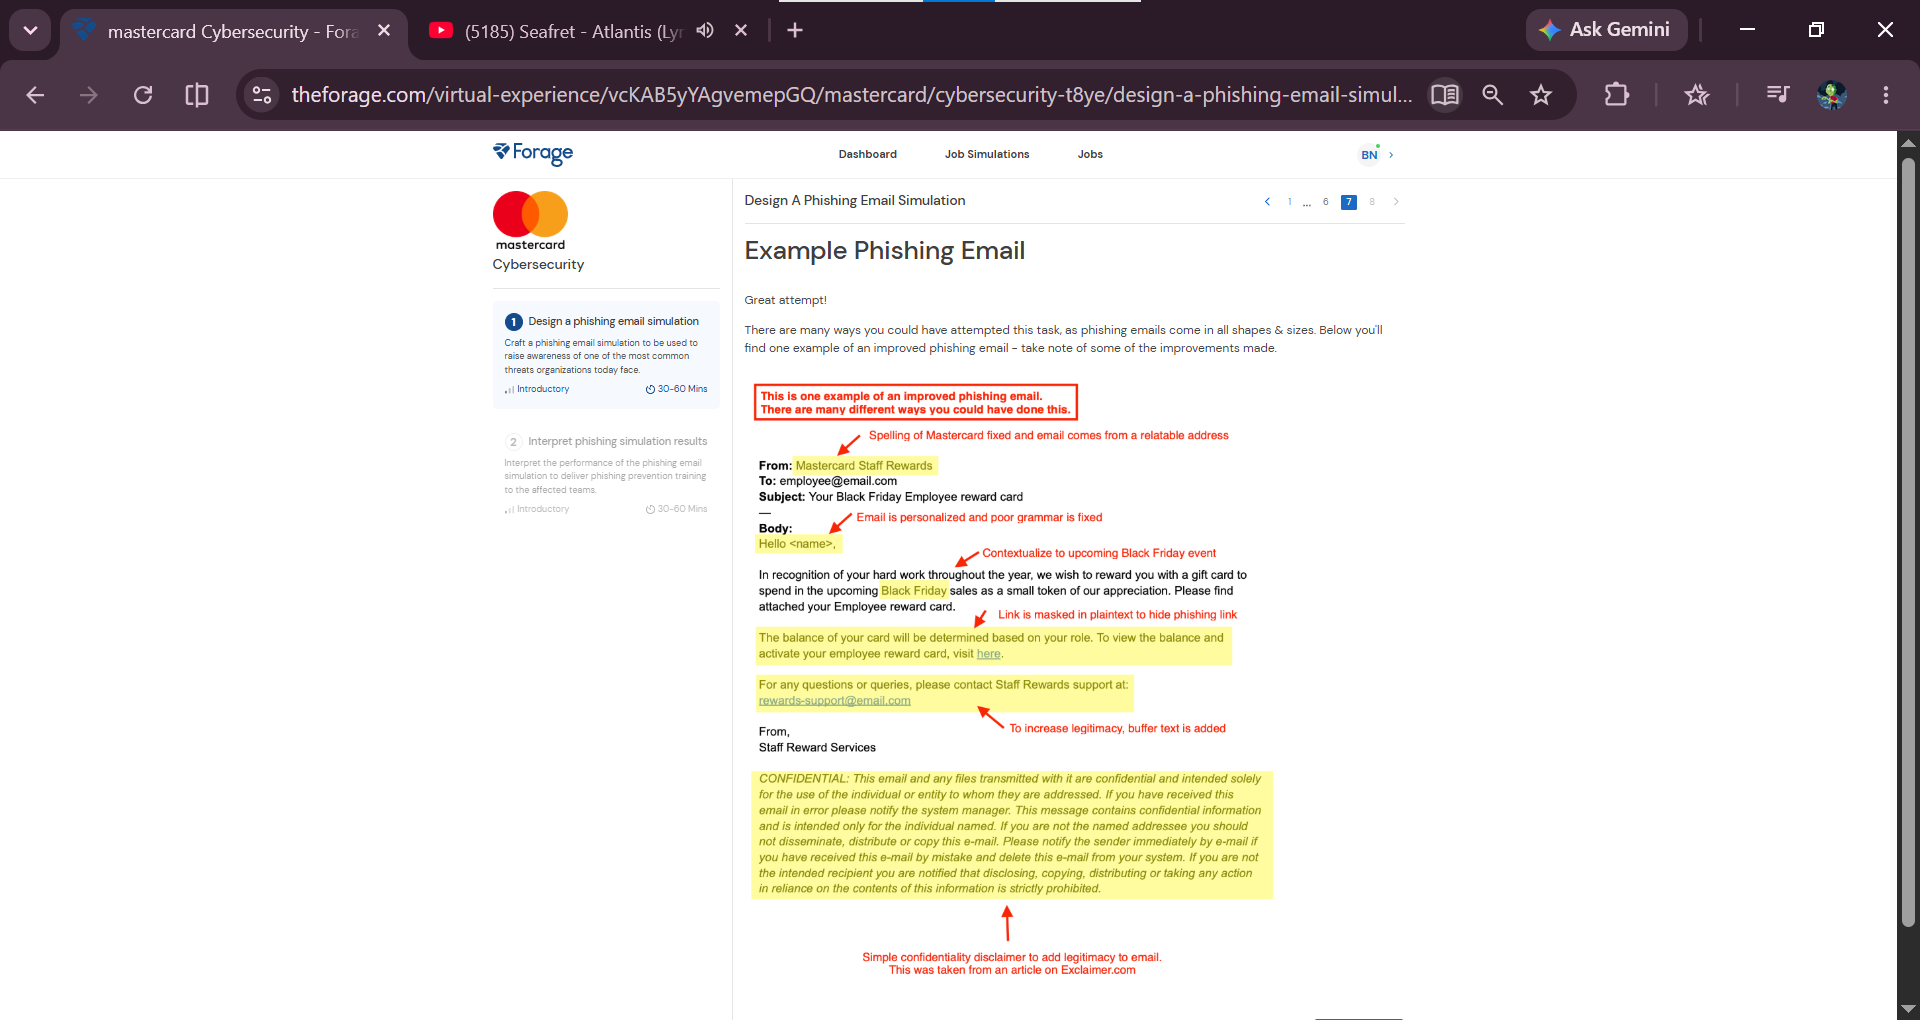 mastercard Cybersecurity - Fora
(5185) Seafret - Atlantis (Lyr
Ask Gemini
theforage.com/virtual-experience/vcKAB5yYAgvemepGQ/mastercard/cybersecurity-t8ye/design-a-phishing-email-simul...
Forage
Dashboard
Job Simulations
Jobs
BN
mastercard
Cybersecurity
1 Design a phishing email simulation
Craft a phishing email simulation to be used to
raise awareness of one of the most common
threats organizations today face.
Introductory
30-60 Mins
2 Interpret phishing simulation results
Interpret the performance of the phishing email
simulation to deliver phishing prevention training
to the affected teams.
Introductory
30-60 Mins
Design A Phishing Email Simulation
1 ... 6 7 8
Example Phishing Email
Great attempt!
There are many ways you could have attempted this task, as phishing emails come in all shapes & sizes. Below you'll
find one example of an improved phishing email - take note of some of the improvements made.
This is one example of an improved phishing email.
There are many different ways you could have done this.
Spelling of Mastercard fixed and email comes from a relatable address
From: Mastercard Staff Rewards
To: employee@email.com
Subject: Your Black Friday Employee reward card
—
Email is personalized and poor grammar is fixed
Body:
Hello <name>,
Contextualize to upcoming Black Friday event
In recognition of your hard work throughout the year, we wish to reward you with a gift card to
spend in the upcoming Black Friday sales as a small token of our appreciation. Please find
attached your Employee reward card.
Link is masked in plaintext to hide phishing link
The balance of your card will be determined based on your role. To view the balance and
activate your employee reward card, visit here.
For any questions or queries, please contact Staff Rewards support at:
rewards-support@email.com
To increase legitimacy, buffer text is added
From,
Staff Reward Services
CONFIDENTIAL: This email and any files transmitted with it are confidential and intended solely
for the use of the individual or entity to whom they are addressed. If you have received this
email in error please notify the system manager. This message contains confidential information
and is intended only for the individual named. If you are not the named addressee you should
not disseminate, distribute or copy this e-mail. Please notify the sender immediately by e-mail if
you have received this e-mail by mistake and delete this e-mail from your system. If you are not
the intended recipient you are notified that disclosing, copying, distributing or taking any action
in reliance on the contents of this information is strictly prohibited.
Simple confidentiality disclaimer to add legitimacy to email.
This was taken from an article on Exclaimer.com